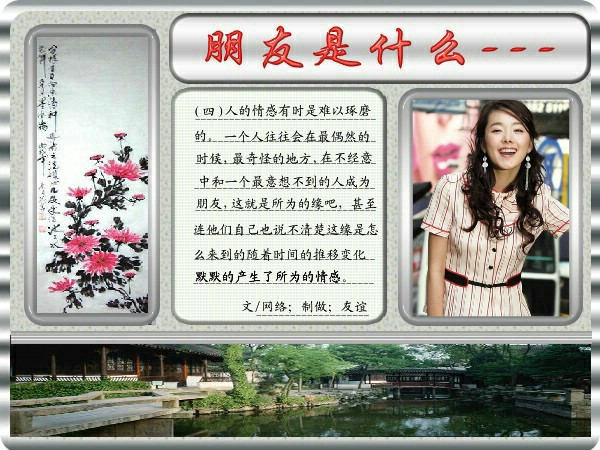 朋友是什么---
(四)人的情感有时是难以琢磨
的。一个人往往会在最偶然的
时候,最奇怪的地方,在不经意
中和一个最意想不到的人成为
朋友,这就是所为的缘吧,甚至
连他们自己也说不清楚这缘是怎
么来到的随着时间的推移变化
默默的产生了所为的情感。
文/网络;制做;友谊